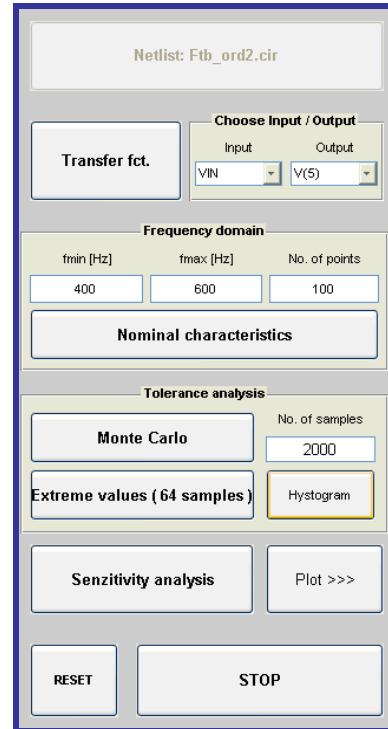 Netlist: Ftb_ord2.cir
Choose Input / Output
Transfer fct.
Input Output
VIN V(5)
Frequency domain
fmin [Hz] fmax [Hz] No. of points
400 600 100
Nominal characteristics
Tolerance analysis
Monte Carlo
No. of samples
2000
Extreme values ( 64 samples )
Hystogram
Senzitivity analysis
Plot >>>
RESET
STOP